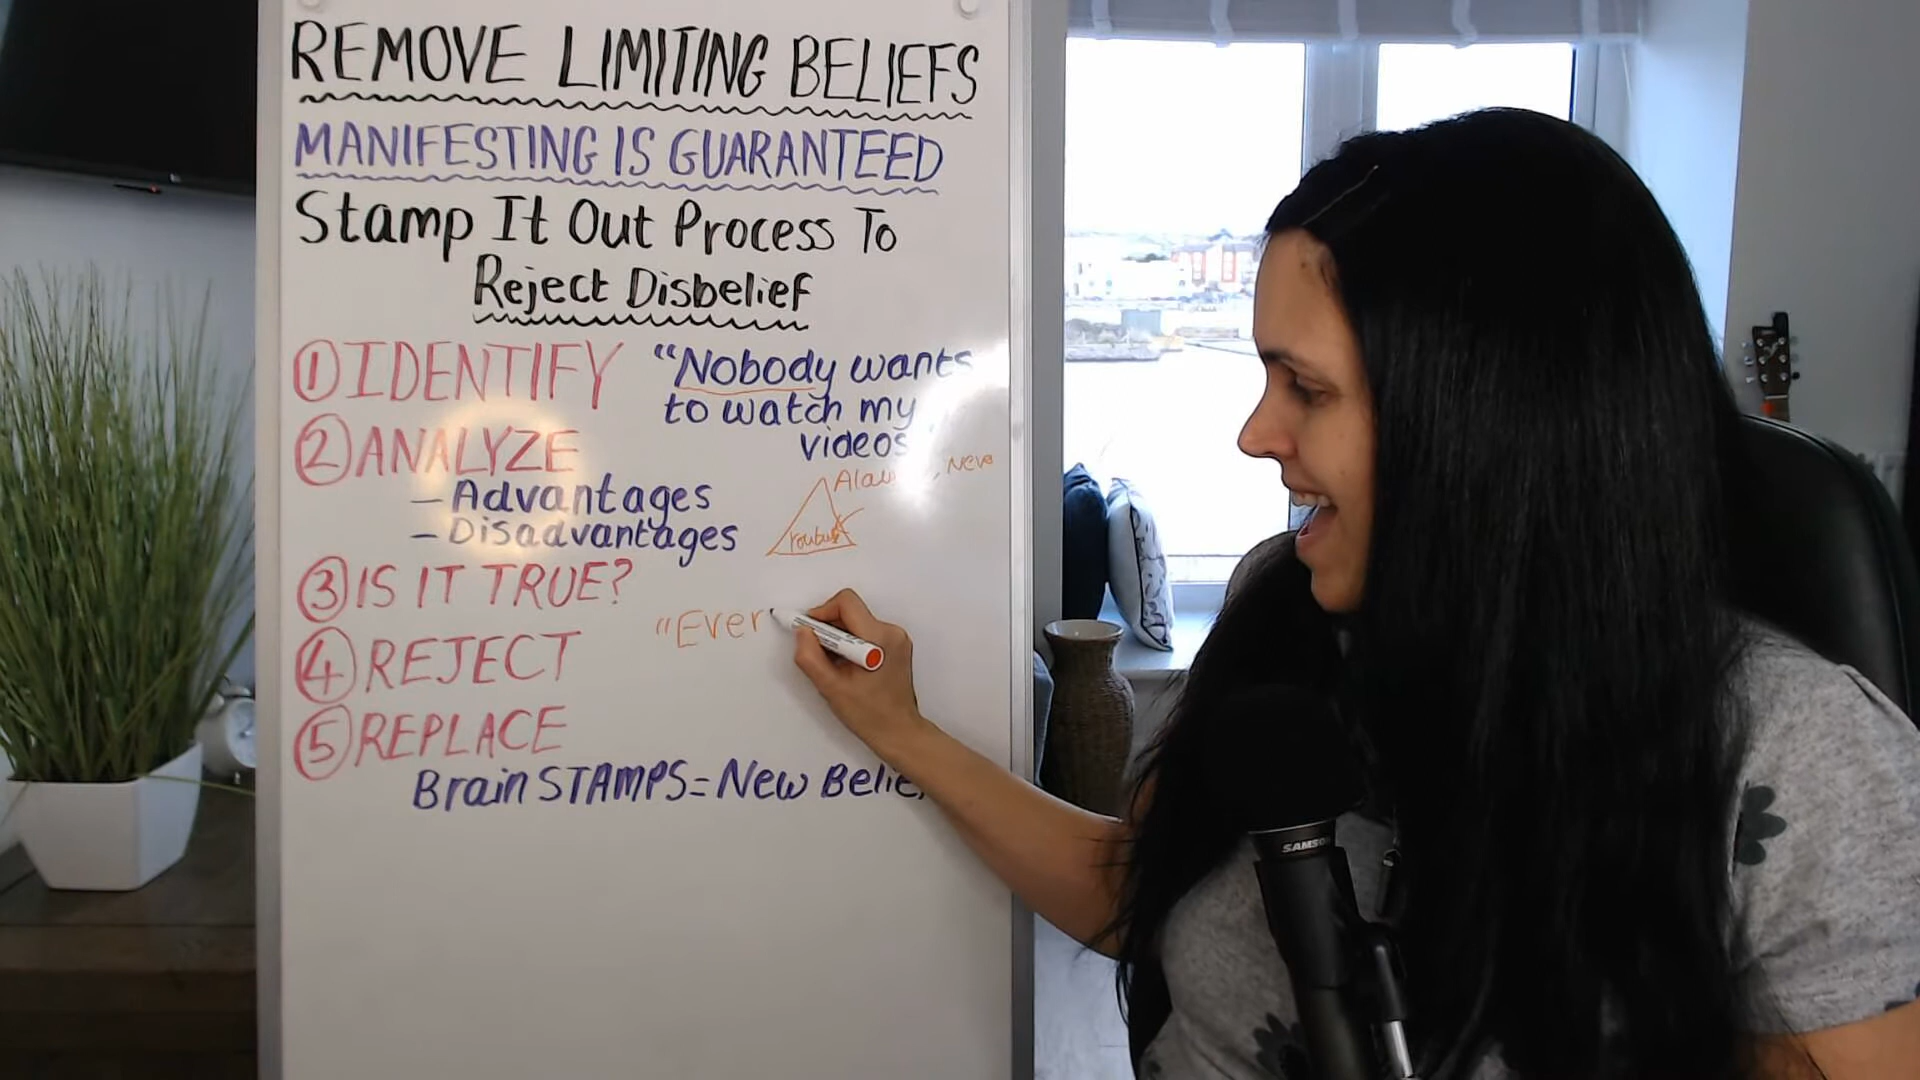 REMOVE LIMITING BELIEFS
MANIFESTING IS GUARANTEED
Stamp It Out Process To
Reject Disbelief
① IDENTIFY
"Nobody wants
to watch my
videos
② ANALYZE
- Advantages
- Disadvantages
③ IS IT TRUE?
"Ever
④ REJECT
⑤ REPLACE
Brain STAMPS = New
SAMSO